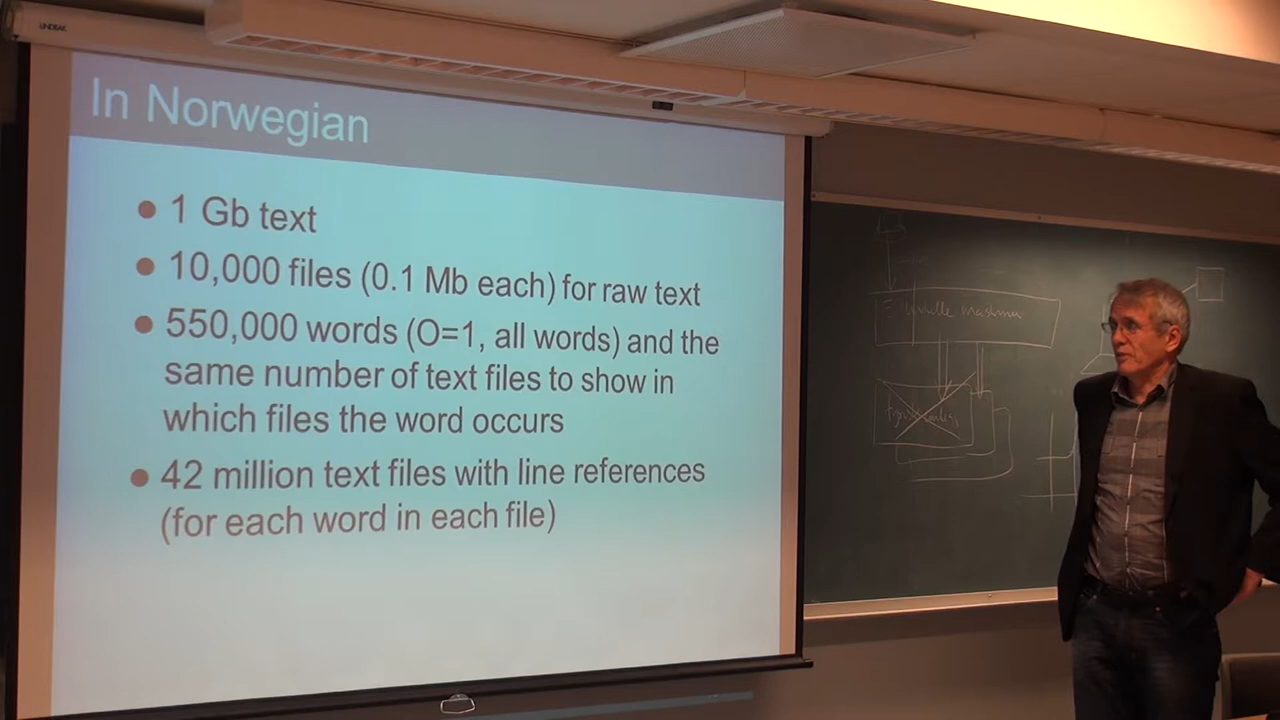 In Norwegian
● 1 Gb text
● 10,000 files (0.1 Mb each) for raw text
● 550,000 words (O=1, all words) and the
same number of text files to show in
which files the word occurs
● 42 million text files with line references
(for each word in each file)